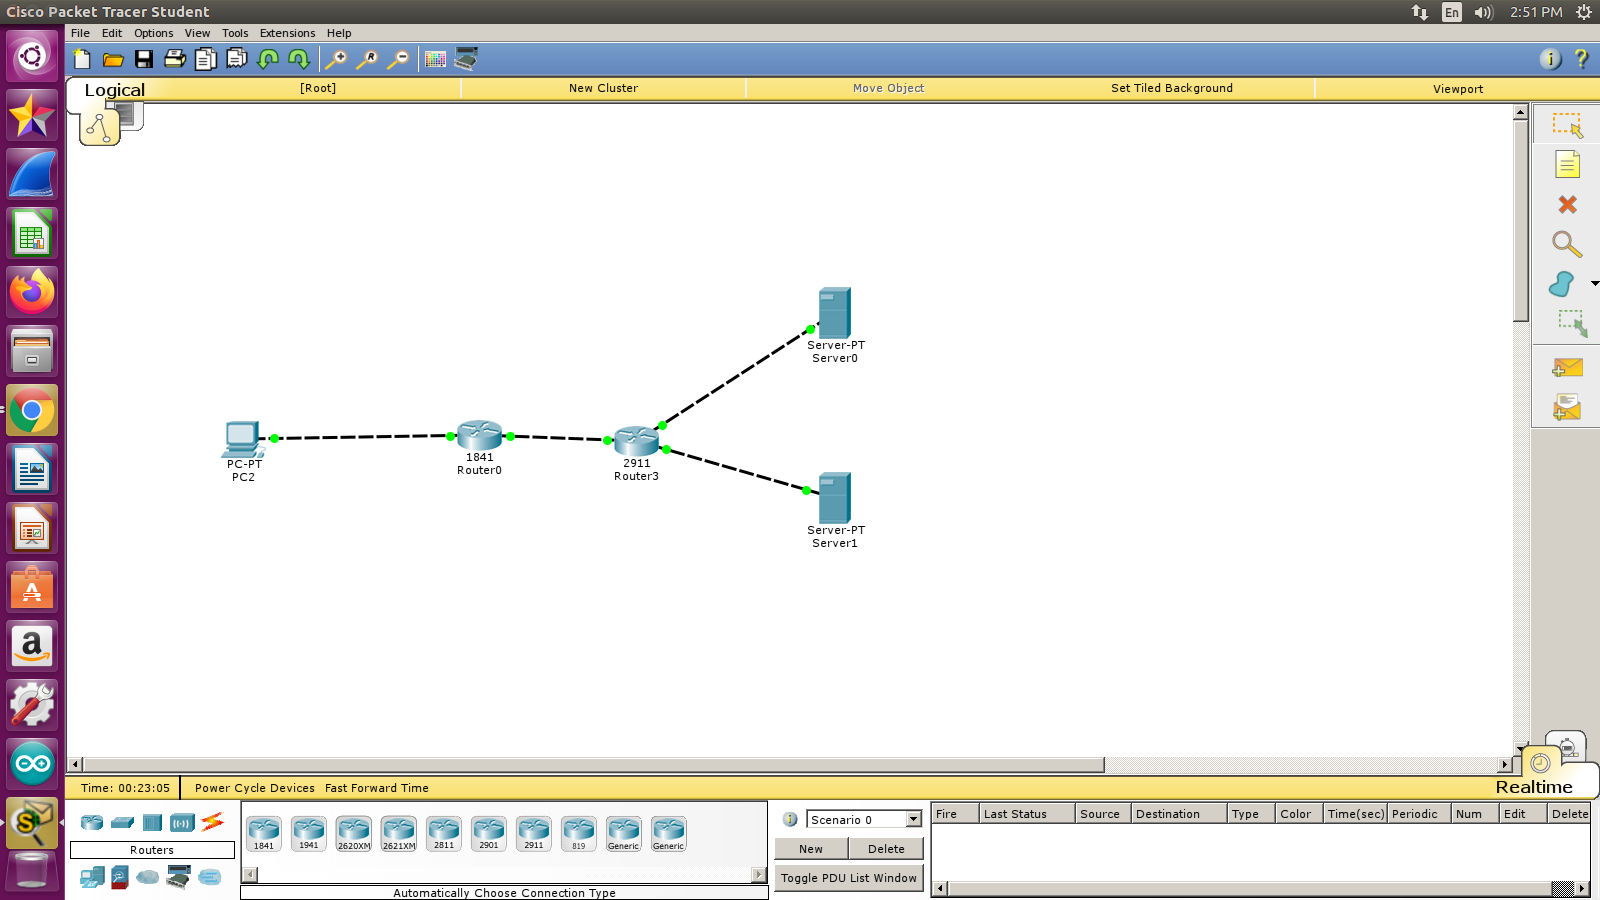 Cisco Packet Tracer Student
En
2:51 PM
File Edit Options View Tools Extensions Help
Logical
[Root]
New Cluster
Move Object
Set Tiled Background
Viewport
Server-PT
Server0
PC-PT
PC2
1841
Router0
2911
Router3
Server-PT
Server1
Time: 00:23:05
Power Cycle Devices Fast Forward Time
Realtime
Routers
1841 1941 2620XM 2621XM 2811 2901 2911 819 Generic Generic
Automatically Choose Connection Type
Scenario 0
New
Delete
Toggle PDU List Window
Fire Last Status Source Destination Type Color Time(sec) Periodic Num Edit Delete